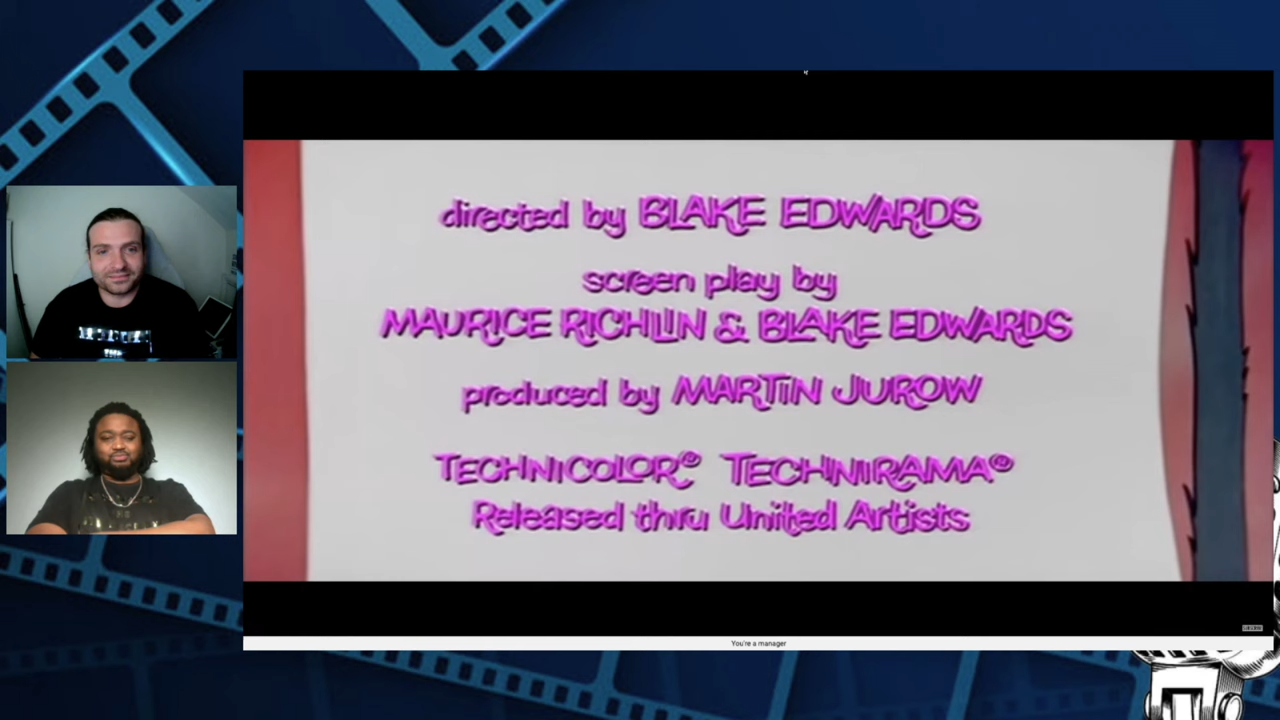 directed by BLAKE EDWARDS
screen play by
MAURICE RICHLIN & BLAKE EDWARDS
produced by MARTIN JUROW
TECHNICOLOR® TECHNIRAMA®
Released thru United Artists
You're a manager